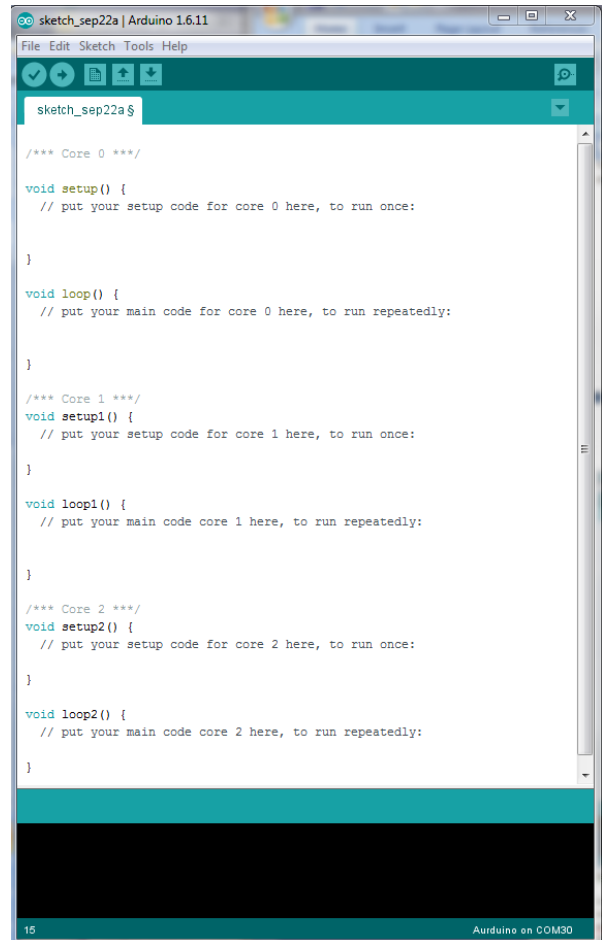 sketch_sep22a | Arduino 1.6.11
File Edit Sketch Tools Help
sketch_sep22a §
/*** Core 0 ***/
void setup() {
// put your setup code for core 0 here, to run once:
}
void loop() {
// put your main code for core 0 here, to run repeatedly:
}
/*** Core 1 ***/
void setup1() {
// put your setup code for core 1 here, to run once:
}
void loop1() {
// put your main code core 1 here, to run repeatedly:
}
/*** Core 2 ***/
void setup2() {
// put your setup code for core 2 here, to run once:
}
void loop2() {
// put your main code core 2 here, to run repeatedly:
}
15 Aurduino on COM30